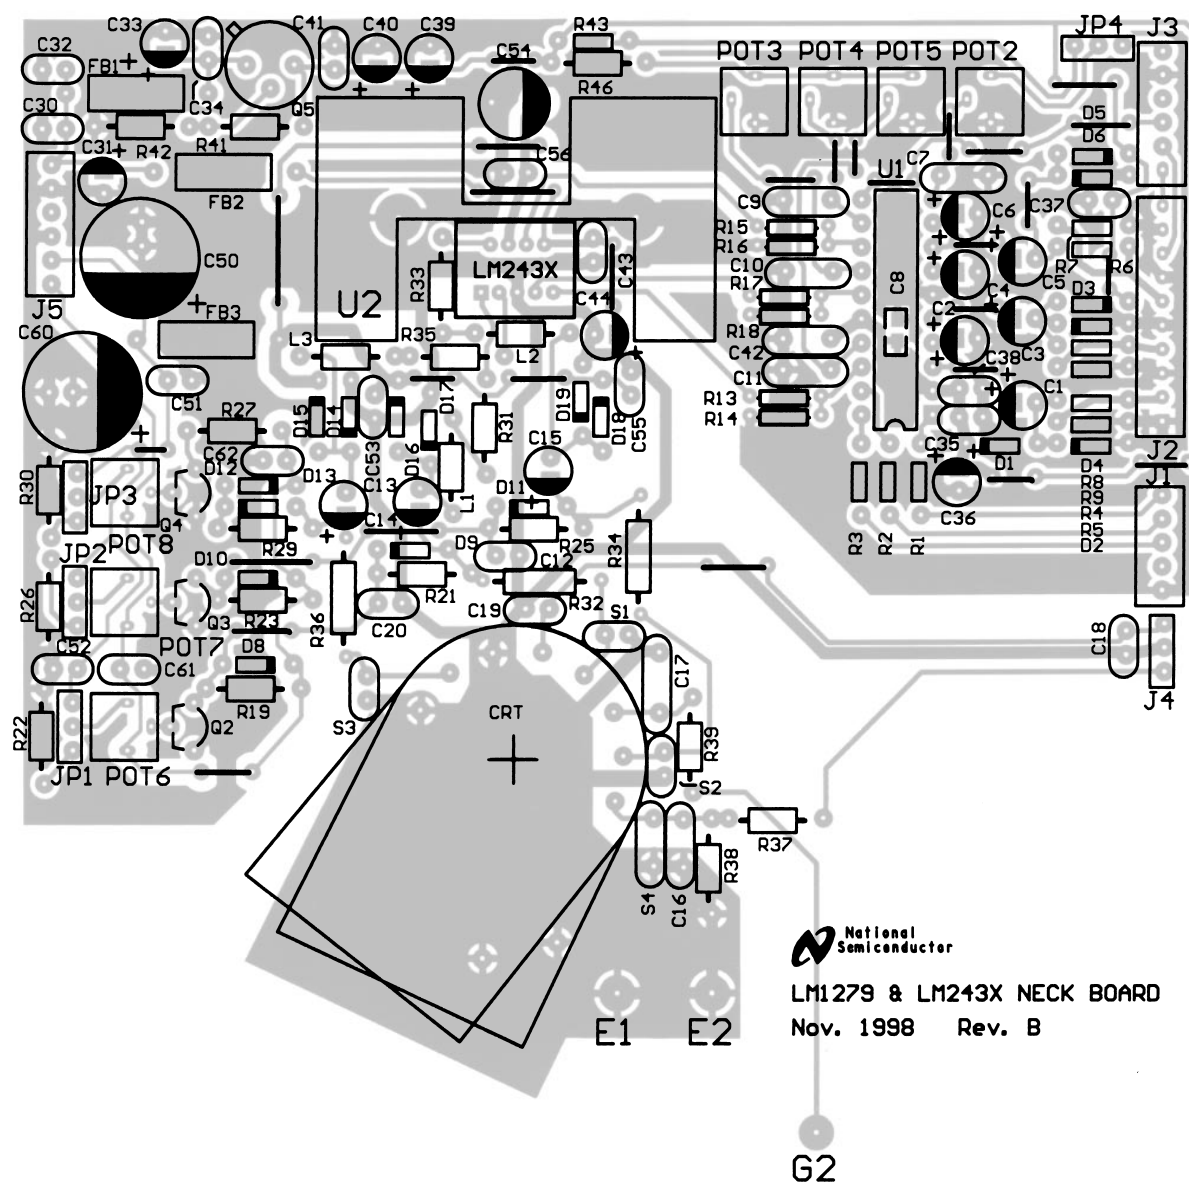 C33
C41
C40
C39
R43
JP4
J3
C32
FB1
C54
POT3
POT4
POT5
POT2
C30
C34
Q5
R46
D5
C31
R42
R41
C56
D6
FB2
C7
U1
C9
C6
C37
R15
R16
C50
R33
LM243X
C43
C10
R17
C8
C4
C5
R7
R6
J5
U2
C44
C2
D3
C60
FB3
L3
R35
L2
R18
C42
C38
C3
C51
D17
C11
C1
R27
D15
D14
C53
D16
R31
D19
D18
C55
R13
R14
C62
C15
C35
D1
J2
R30
JP3
D12
D13
C13
L1
D11
D4
J1
R8
R9
Q4
C14
C36
R4
POT8
R29
R25
R34
R3
R2
R1
R5
D2
JP2
D10
D9
C12
R26
R21
R32
Q3
R23
R36
C20
C19
S1
POT7
C52
C61
D8
C17
C18
R19
S3
J4
R22
Q2
CRT
R39
JP1
POT6
S2
R37
R38
S4
C16
National
Semiconductor
LM1279 & LM243X NECK BOARD
E1
E2
Nov. 1998 Rev. B
G2